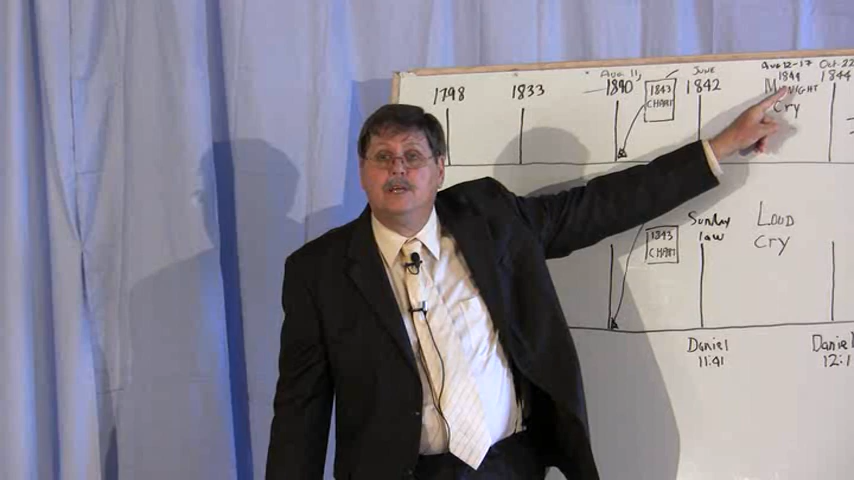 1798
1833
Aug 11,
1840
1843
CHART
JUNE
1842
Aug 12-17
1844
MIDNIGHT
Cry
Oct. 22
1844
1843
CHART
Sunday
law
LOUD
Cry
Daniel
11:41
Daniel
12:1